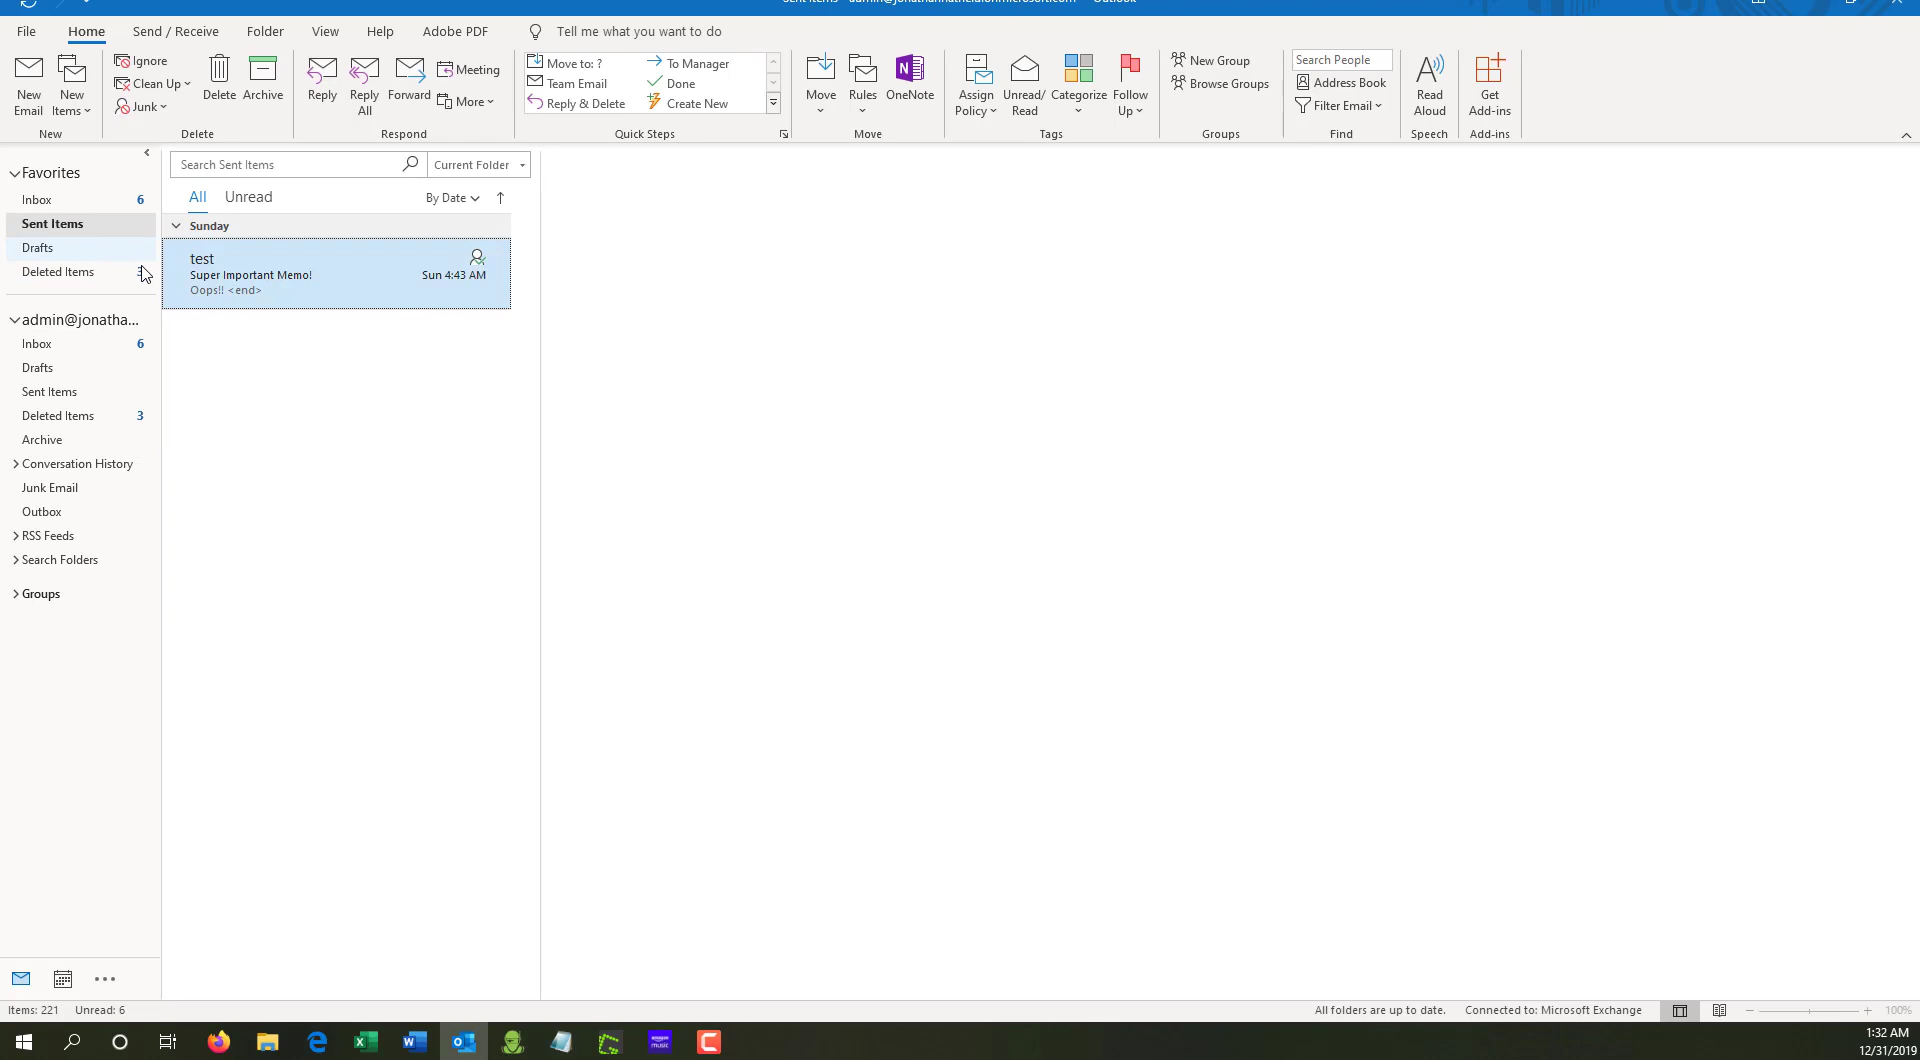 File Home Send / Receive Folder View Help Adobe PDF Tell me what you want to do
New Email
New Items
New
Ignore
Clean Up
Junk
Delete
Archive
Delete
Reply
Reply All
Forward
Meeting
More
Respond
Move to: ?
Team Email
Reply & Delete
To Manager
Done
Create New
Quick Steps
Move
Rules
OneNote
Move
Assign Policy
Unread/ Read
Categorize
Follow Up
Tags
New Group
Browse Groups
Groups
Search People
Address Book
Filter Email
Find
Read Aloud
Speech
Get Add-ins
Add-ins
Favorites
Inbox 6
Sent Items
Drafts
Deleted Items
admin@jonatha...
Inbox 6
Drafts
Sent Items
Deleted Items 3
Archive
Conversation History
Junk Email
Outbox
RSS Feeds
Search Folders
Groups
Search Sent Items
Current Folder
All Unread By Date
Sunday
test
Super Important Memo! Sun 4:43 AM
Oops!! <end>
Items: 221 Unread: 6
All folders are up to date. Connected to: Microsoft Exchange 100%
1:32 AM
12/31/2019